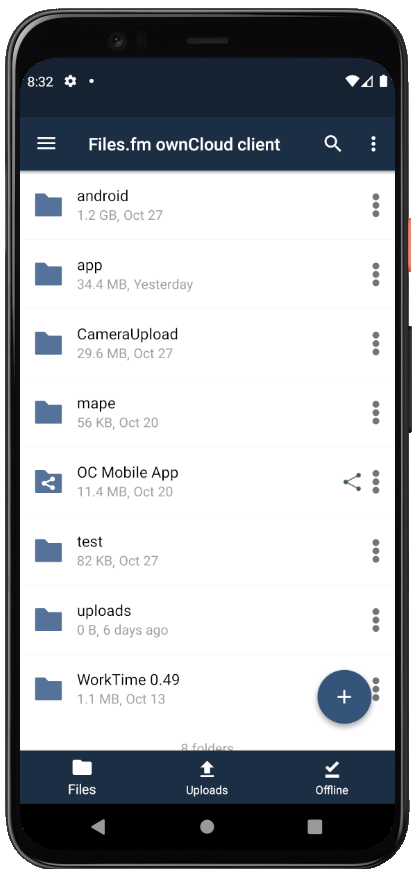 8:32
Files.fm ownCloud client
android
1.2 GB, Oct 27
app
34.4 MB, Yesterday
CameraUpload
29.6 MB, Oct 27
mape
56 KB, Oct 20
OC Mobile App
11.4 MB, Oct 20
test
82 KB, Oct 27
uploads
0 B, 6 days ago
WorkTime 0.49
1.1 MB, Oct 13
8 folders
Files
Uploads
Offline